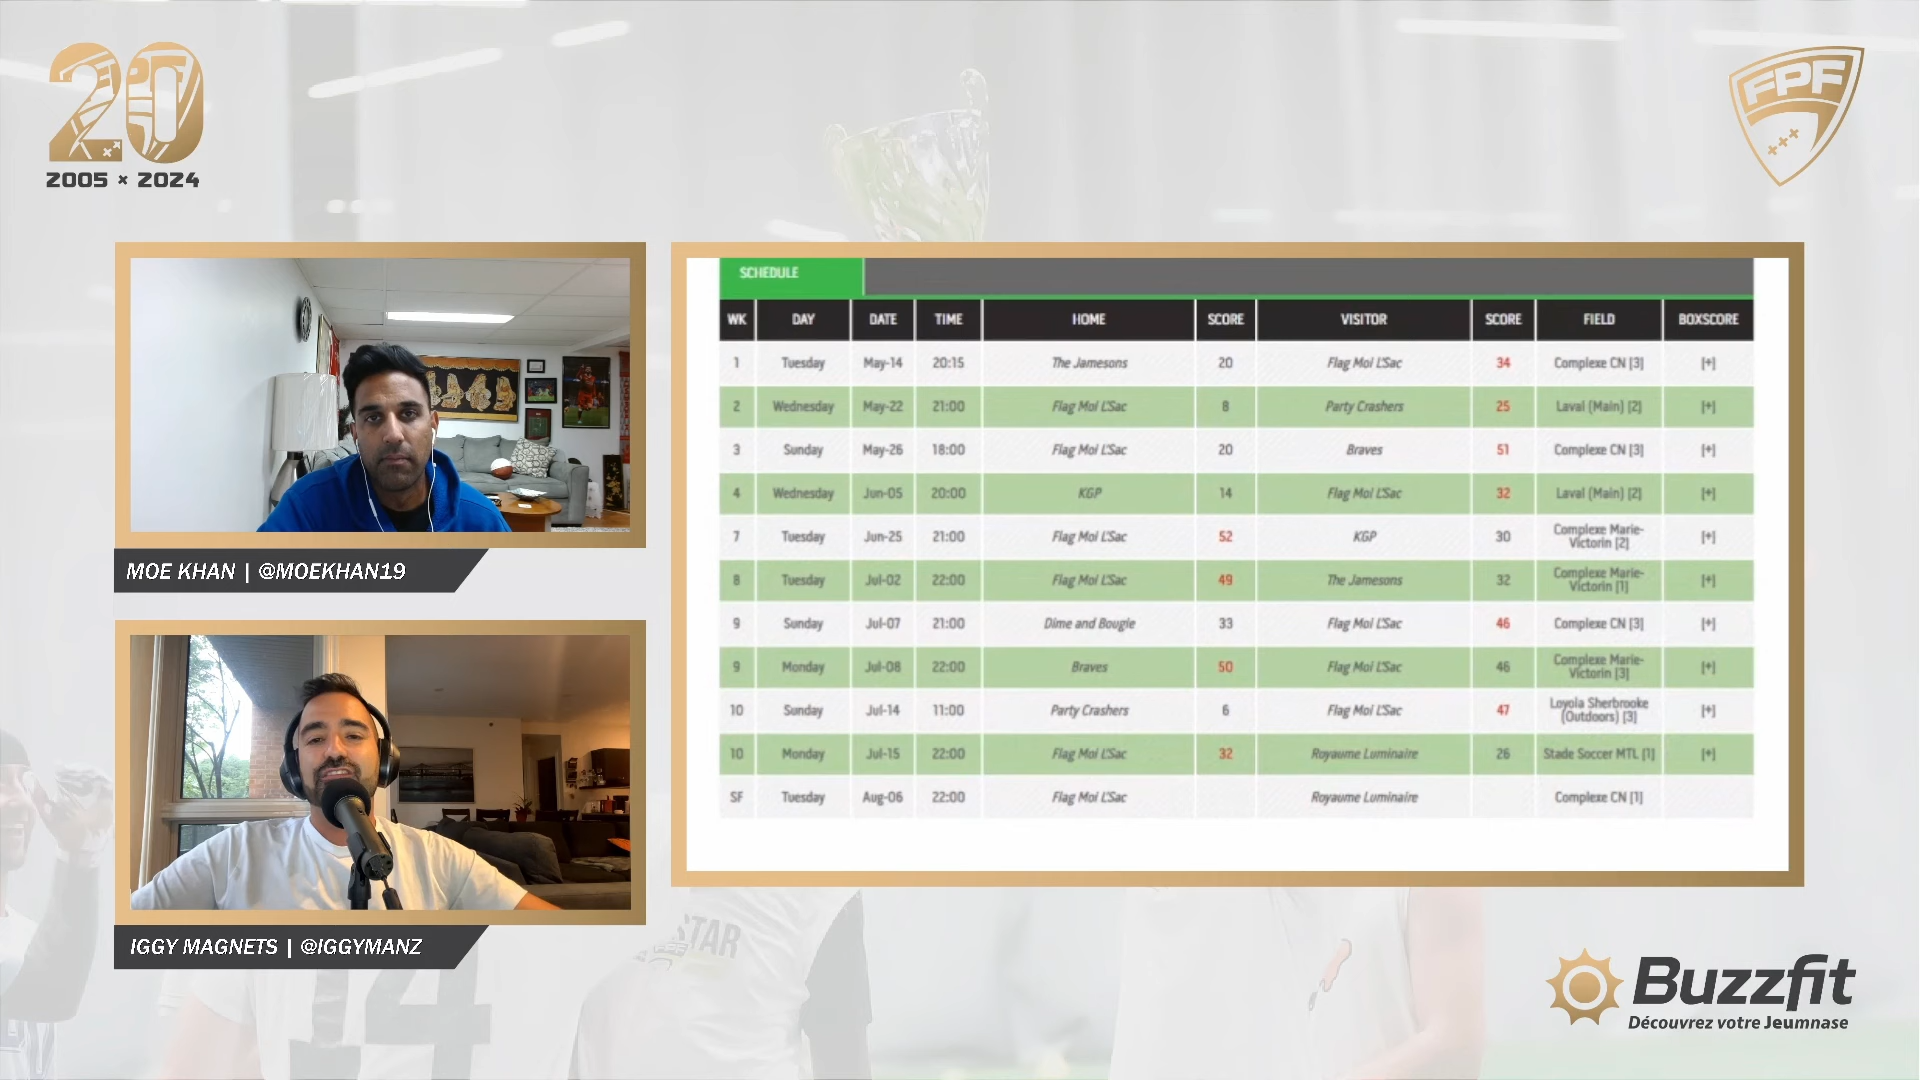 20
2005 × 2024
FPF
MOE KHAN | @MOEKHAN19
IGGY MAGNETS | @IGGYMANZ
SCHEDULE
WK DAY DATE TIME HOME SCORE VISITOR SCORE FIELD BOXSCORE
1 Tuesday May-14 20:15 The Jamesons 20 Flag Moi L'Sac 34 Complexe CN [3] [+]
2 Wednesday May-22 21:00 Flag Moi L'Sac 8 Party Crashers 25 Laval (Main) [2] [+]
3 Sunday May-26 18:00 Flag Moi L'Sac 20 Braves 51 Complexe CN [3] [+]
4 Wednesday Jun-05 20:00 KGP 14 Flag Moi L'Sac 32 Laval (Main) [2] [+]
7 Tuesday Jun-25 21:00 Flag Moi L'Sac 52 KGP 30 Complexe Marie-
Victorin [2] [+]
8 Tuesday Jul-02 22:00 Flag Moi L'Sac 49 The Jamesons 32 Complexe Marie-
Victorin [1] [+]
9 Sunday Jul-07 21:00 Dime and Bougie 33 Flag Moi L'Sac 46 Complexe CN [3] [+]
9 Monday Jul-08 22:00 Braves 50 Flag Moi L'Sac 46 Complexe Marie-
Victorin [3] [+]
10 Sunday Jul-14 11:00 Party Crashers 6 Flag Moi L'Sac 47 Loyola Sherbrooke
(Outdoors) [3] [+]
10 Monday Jul-15 22:00 Flag Moi L'Sac 32 Royaume Luminaire 26 Stade Soccer MTL [1] [+]
SF Tuesday Aug-06 22:00 Flag Moi L'Sac Royaume Luminaire Complexe CN [1]
STAR
FPF
14
Buzzfit
Découvrez votre Jeumnase